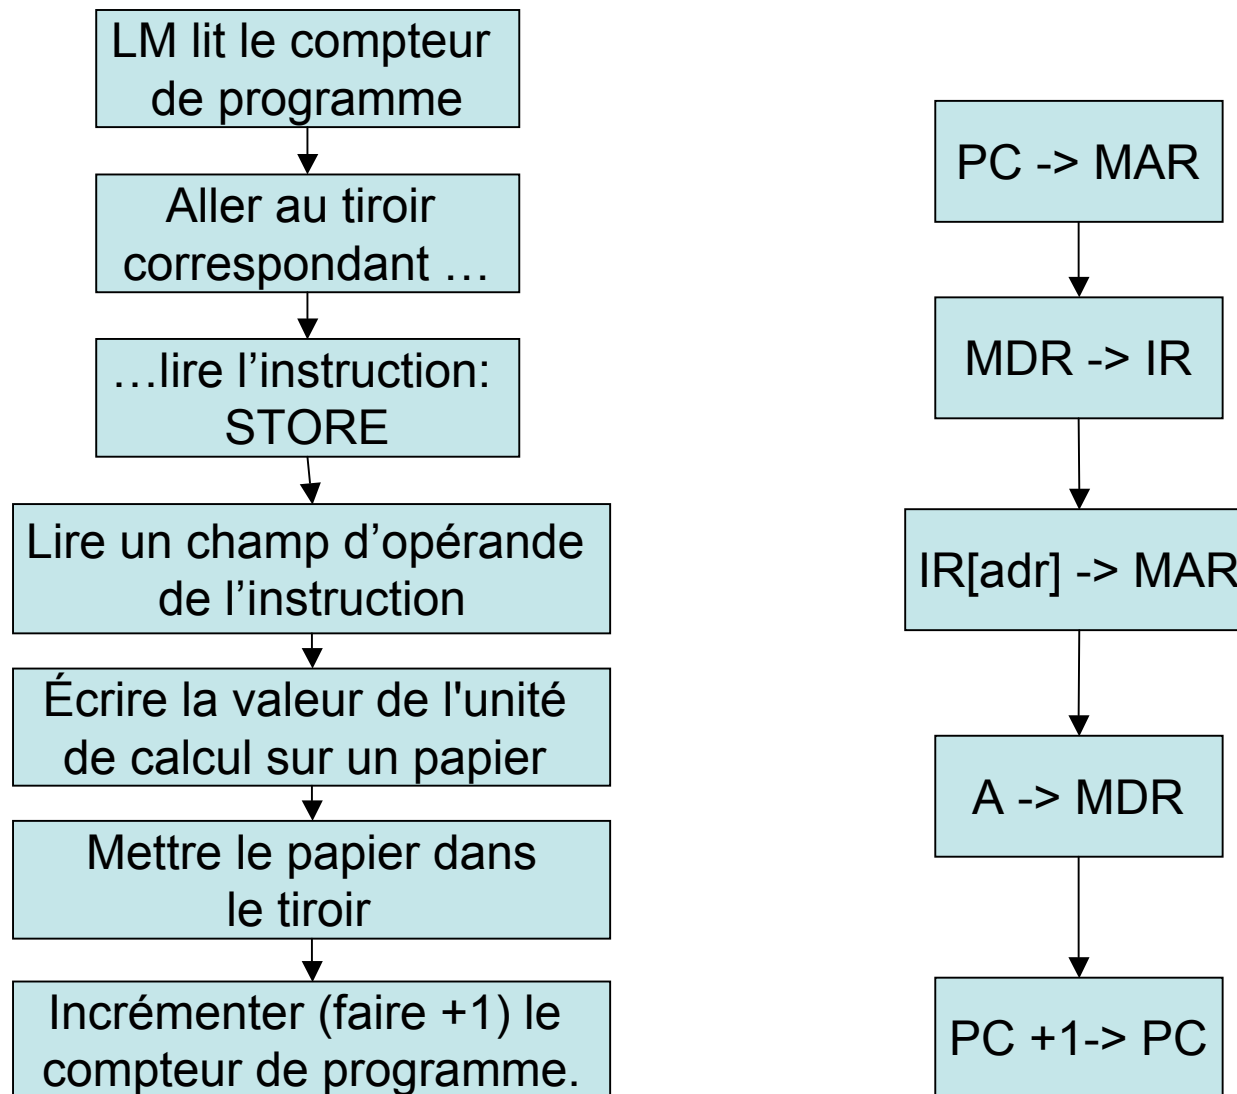 LM lit le compteur
de programme
Aller au tiroir
correspondant …
…lire l’instruction:
STORE
Lire un champ d’opérande
de l’instruction
Écrire la valeur de l'unité
de calcul sur un papier
Mettre le papier dans
le tiroir
Incrémenter (faire +1) le
compteur de programme.
PC -> MAR
MDR -> IR
IR[adr] -> MAR
A -> MDR
PC +1-> PC